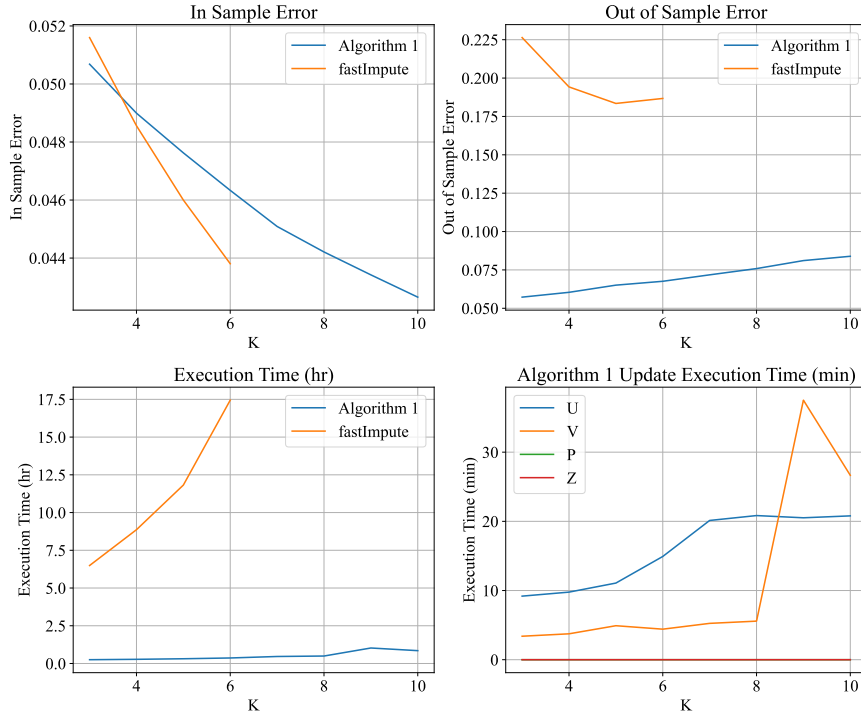 In Sample Error
0.052
0.050
0.048
0.046
0.044
In Sample Error
Algorithm 1
fastImpute
4
6
8
10
K
Out of Sample Error
0.225
0.200
0.175
0.150
0.125
0.100
0.075
0.050
Out of Sample Error
Algorithm 1
fastImpute
4
6
8
10
K
Execution Time (hr)
17.5
15.0
12.5
10.0
7.5
5.0
2.5
0.0
Execution Time (hr)
Algorithm 1
fastImpute
4
6
8
10
K
Algorithm 1 Update Execution Time (min)
30
20
10
0
Execution Time (min)
U
V
P
Z
4
6
8
10
K